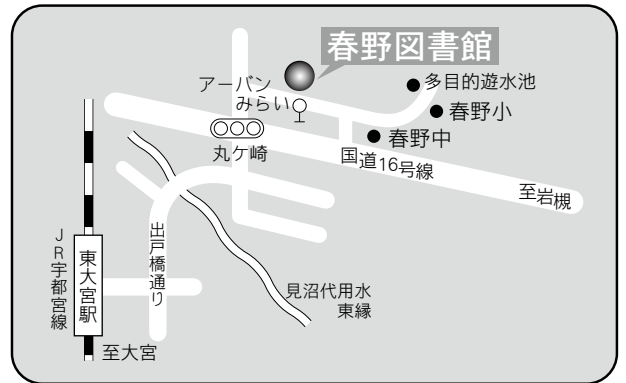 春野図書館
アーバン
みらい
多目的遊水池
春野小
春野中
丸ケ崎
国道16号線
至岩槻
出戸橋通り
JR宇都宮線
東大宮駅
見沼代用水
東縁
至大宮